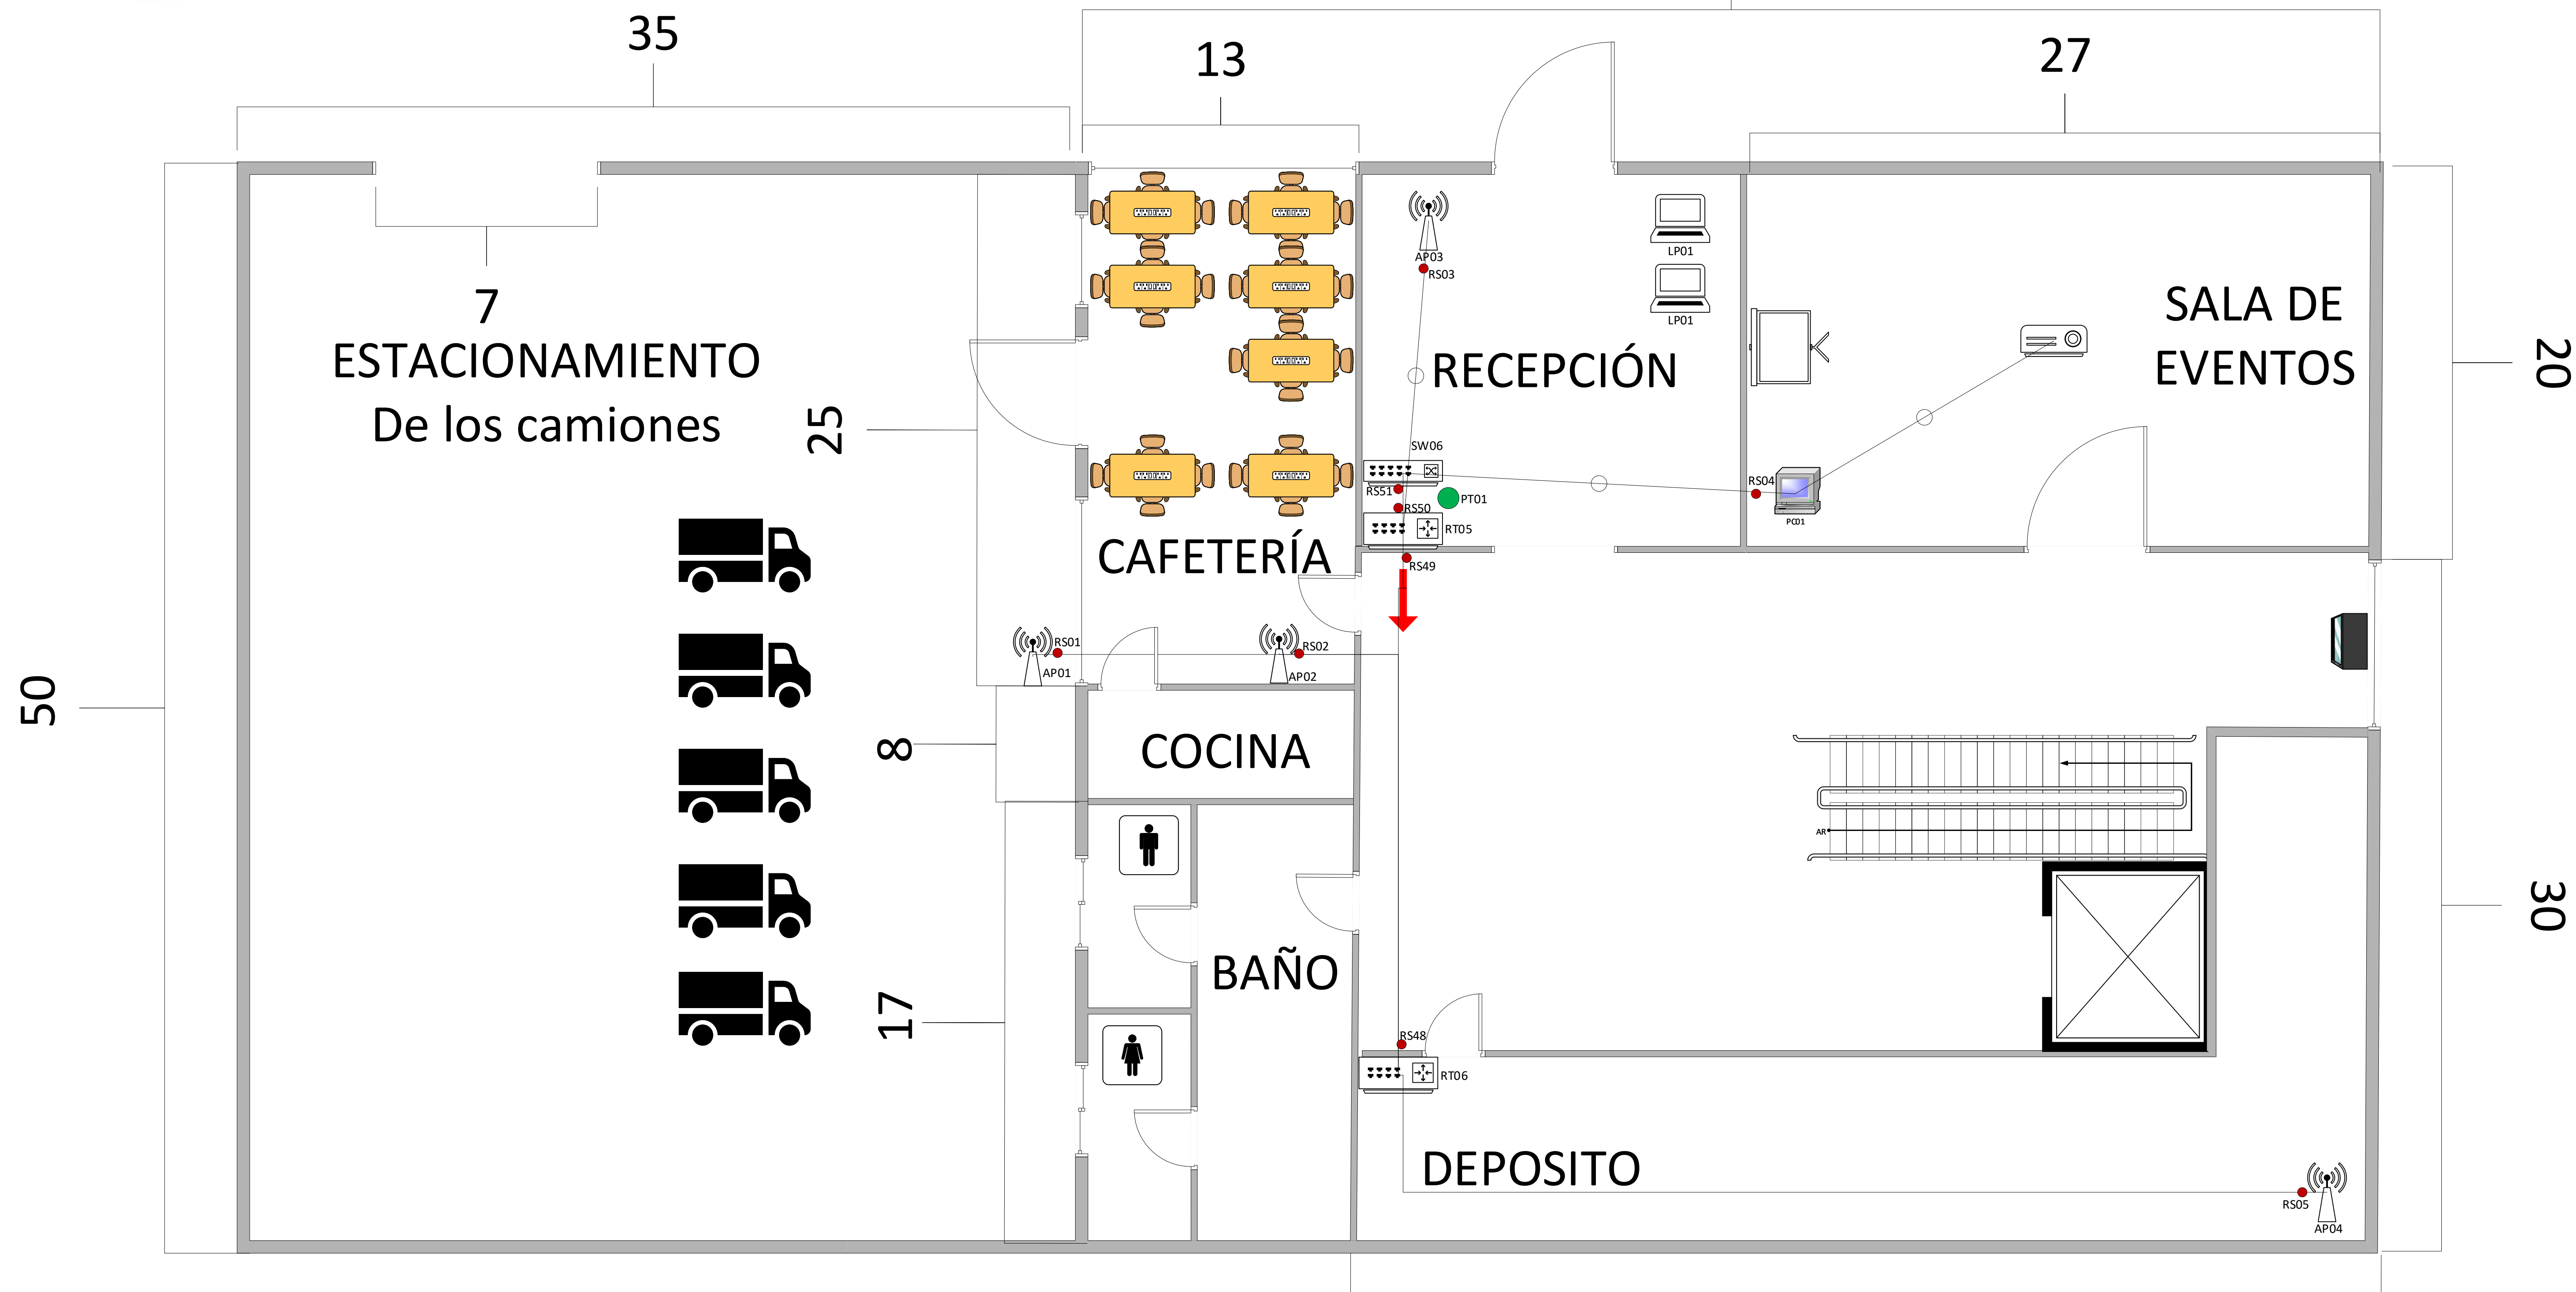 35
13
27
7
ESTACIONAMIENTO
De los camiones
50
25
8
17
CAFETERÍA
RS01
AP01
RS02
AP02
COCINA
BAÑO
AP03
RS03
LP01
LP01
RECEPCIÓN
SW06
RS51
PT01
RS50
RT05
RS49
SALA DE
EVENTOS
RS04
PC01
20
30
AR
RS48
RT06
DEPOSITO
RS05
AP04